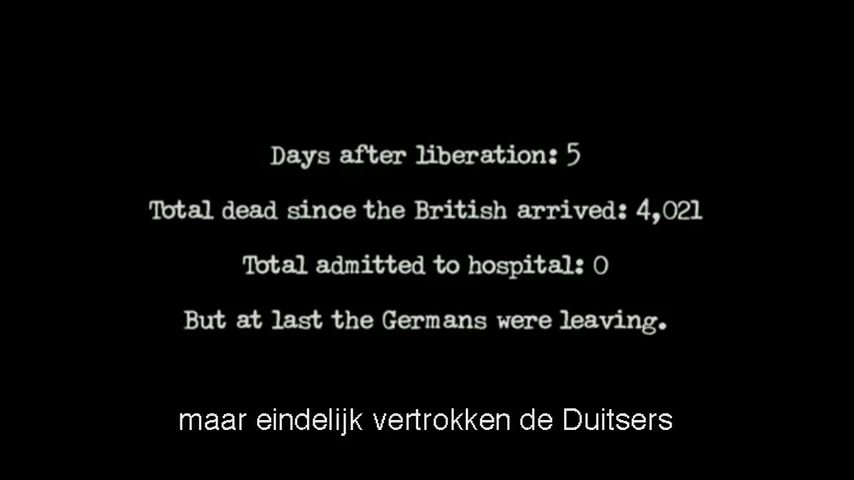 Days after liberation: 5
Total dead since the British arrived: 4,021
Total admitted to hospital: 0
But at last the Germans were leaving.
maar eindelijk vertrokken de Duitsers